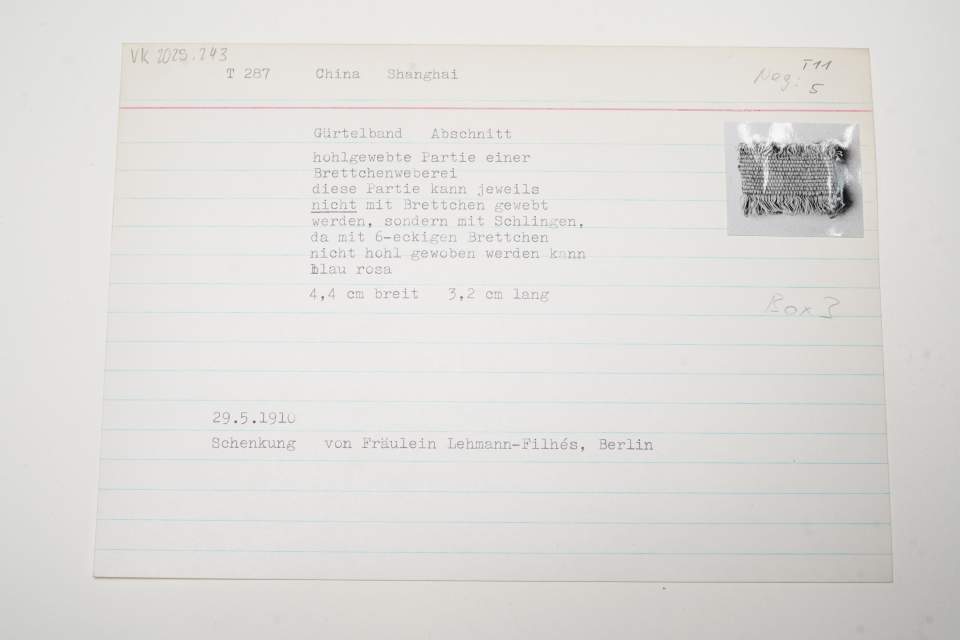 VK 2025.243
T 287 China Shanghai
Neg: T11
5
Gürtelband Abschnitt
hohlgewebte Partie einer
Brettchenweberei
diese Partie kann jeweils
nicht mit Brettchen gewebt
werden, sondern mit Schlingen,
da mit 6-eckigen Brettchen
nicht hohl gewoben werden kann
blau rosa
4,4 cm breit 3,2 cm lang
Box 3
29.5.1910
Schenkung von Fräulein Lehmann-Filhés, Berlin